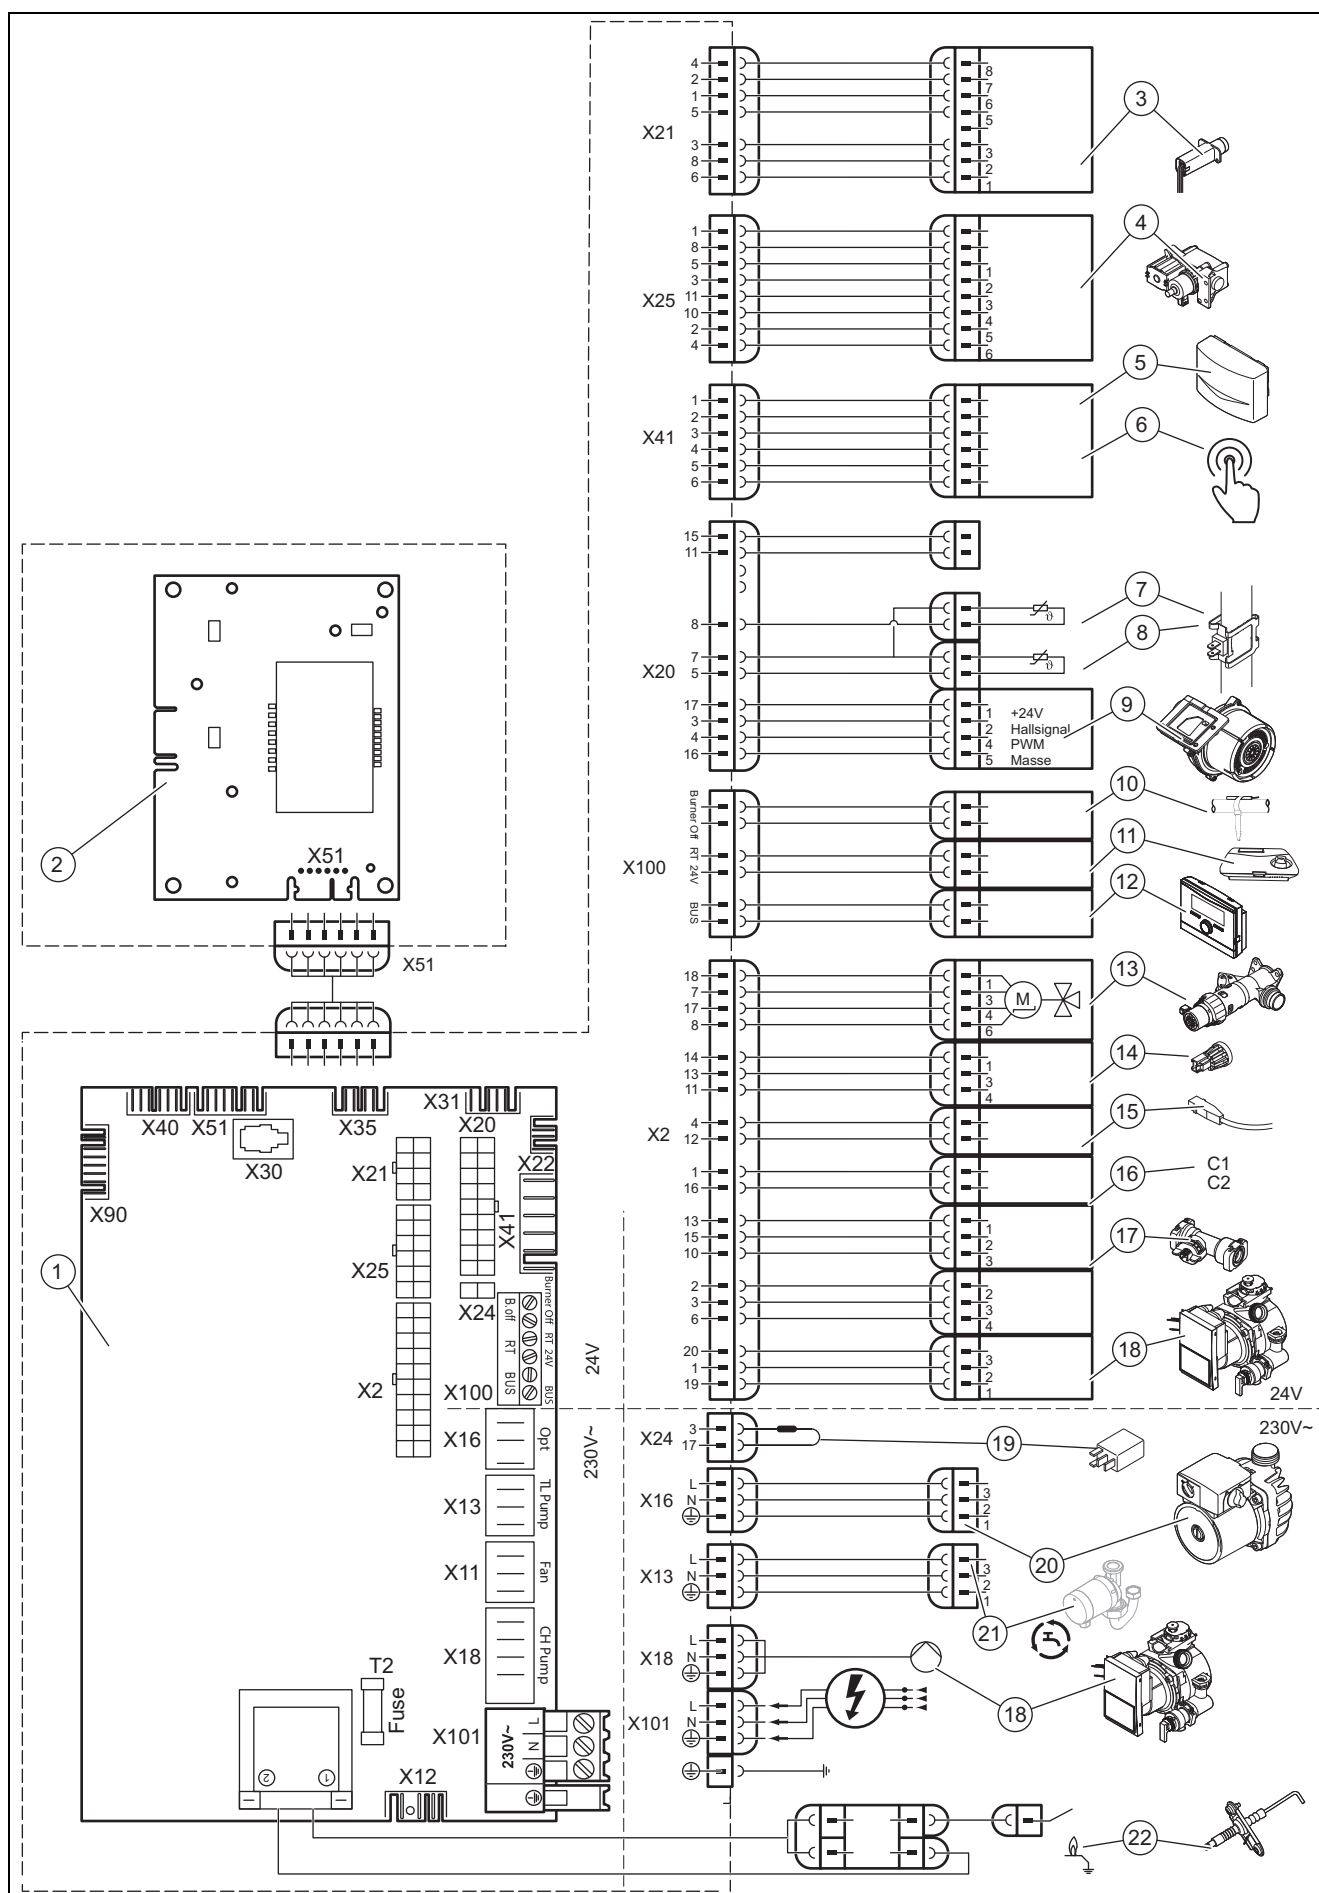 4
2
1
5
3
8
6
X21
8
7
6
5
3
2
1
3
1
8
5
3
11
10
2
4
X25
1
2
3
4
5
6
4
1
2
3
4
5
6
X41
5
6
15
11
8
7
5
17
3
4
16
X20
ϑ
ϑ
1 +24V
2 Hallsignal
4 PWM
5 Masse
7
8
9
Burner Off
RT 24V
BUS
X100
10
11
12
18
7
17
8
14
13
11
4
12
1
16
13
15
10
2
3
6
20
1
19
X2
1
3
4
6
M
1
3
4
1
2
3
2
3
4
3
2
1
13
14
15
16
C1
C2
17
18
24V
230V~
X24
3
17
19
X16
L
N
3
2
1
20
X13
L
N
3
2
1
21
X18
L
N
X101
L
N
18
22
2
X51
X51
1
X40
X51
X30
X35
X31
X20
X22
X90
X21
X41
X25
X24
X2
X100
B.off
RT
BUS
Burner Off
RT 24V
BUS
24V
230V~
X16
Opt
X13
TL Pump
X11
Fan
X18
CH Pump
T2
Fuse
X101
230V~
L
N
X12
2
1